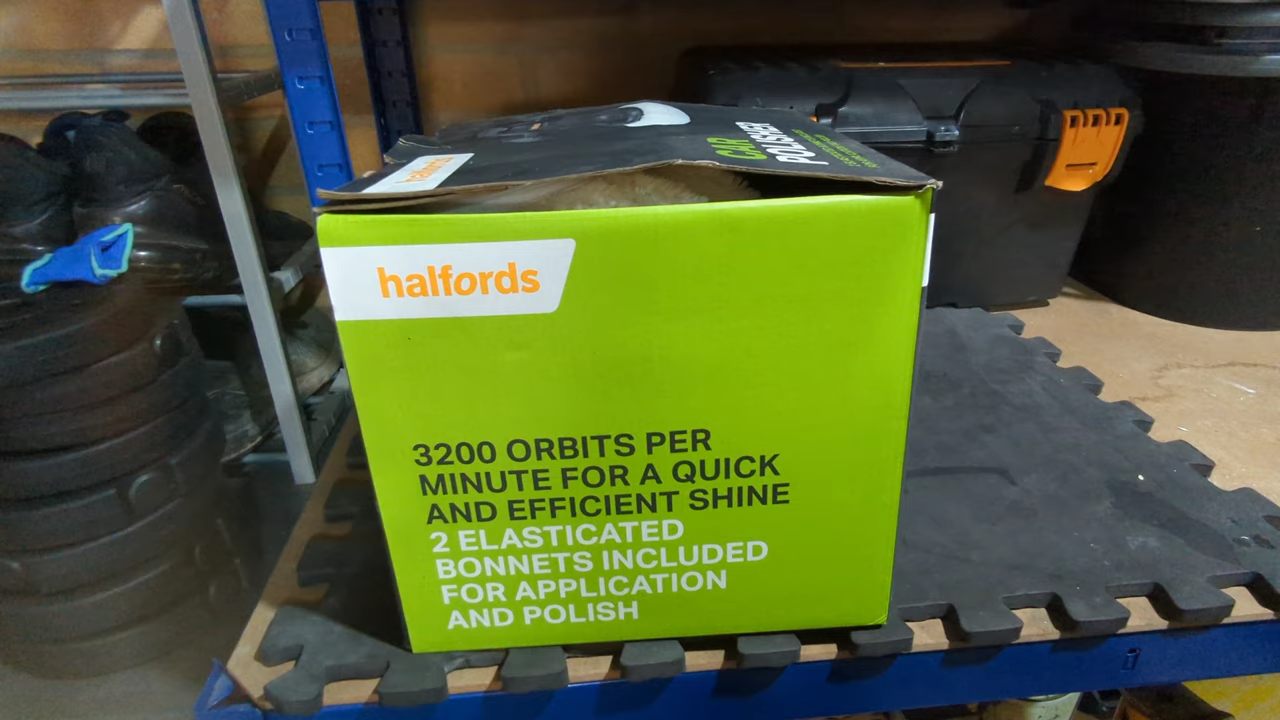 halfords
CAR
POLISHER
halfords
3200 ORBITS PER
MINUTE FOR A QUICK
AND EFFICIENT SHINE
2 ELASTICATED
BONNETS INCLUDED
FOR APPLICATION
AND POLISH